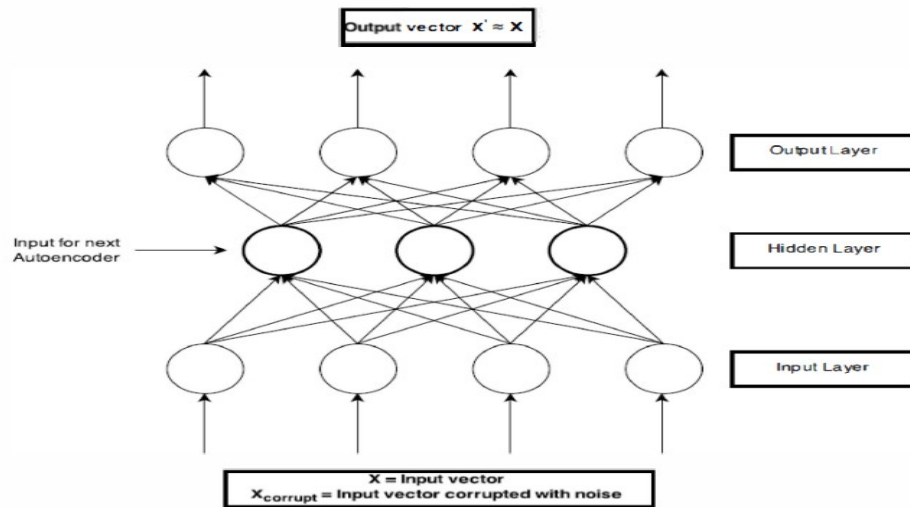 Output vector x' ≈ X
Output Layer
Input for next
Autoencoder
Hidden Layer
Input Layer
X = Input vector
Xcorrupt = Input vector corrupted with noise